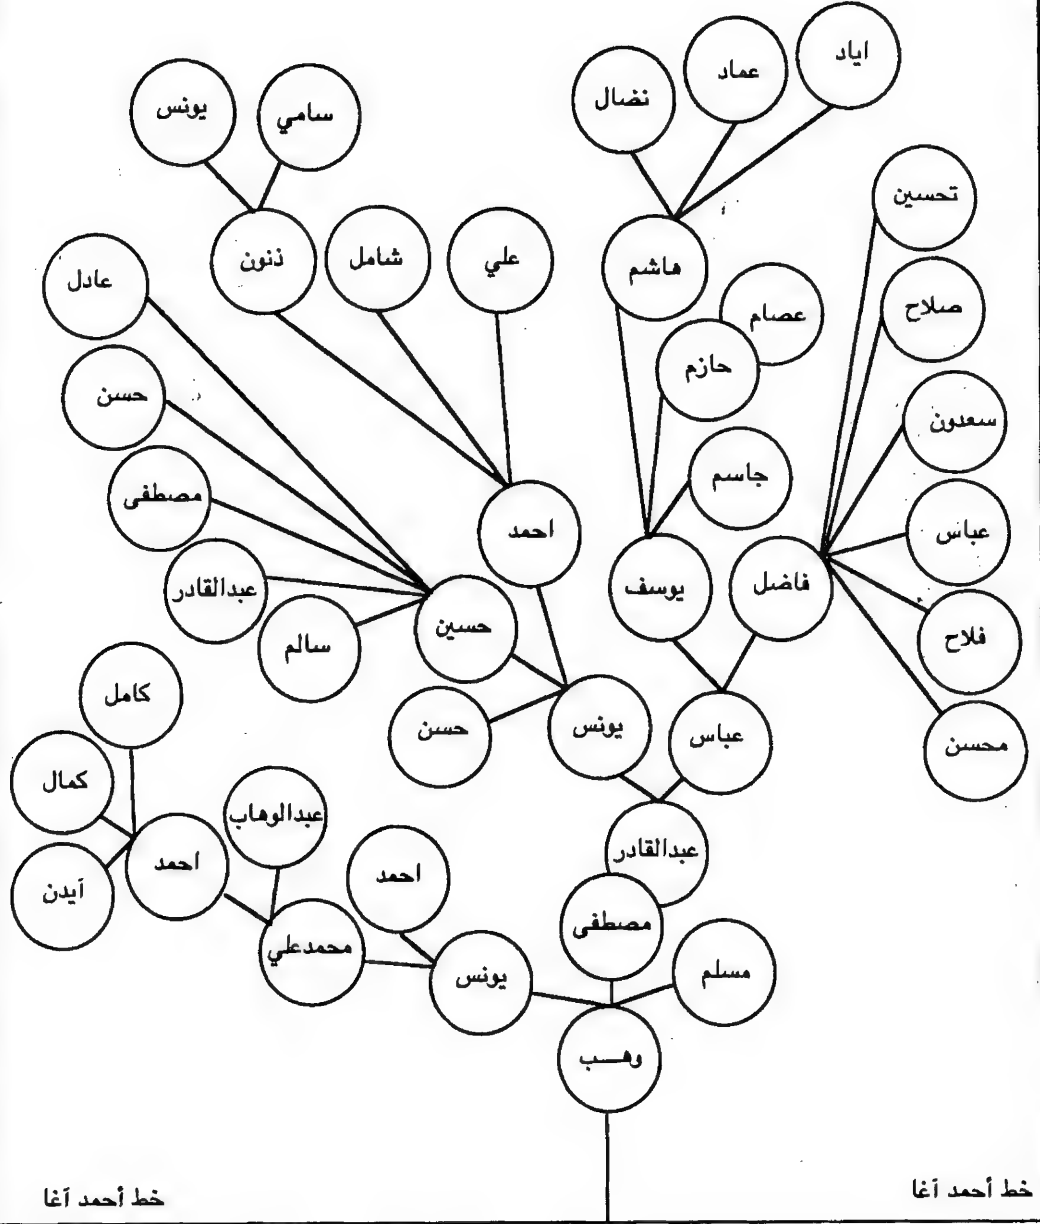 اياد
عماد
نضال
سامي
يونس
تحسين
علي
شامل
ذنون
هاشم
عادل
صلاح
عصام
حازم
حسن
سعدون
جاسم
مصطفى
احمد
عباس
فاضل
يوسف
عبدالقادر
حسين
سالم
فلاح
كامل
محسن
عباس
يونس
حسن
كمال
عبدالوهاب
عبدالقادر
احمد
احمد
آيدن
مصطفى
محمدعلي
مسلم
يونس
وهـــب
خط أحمد آغا
خط أحمد آغا